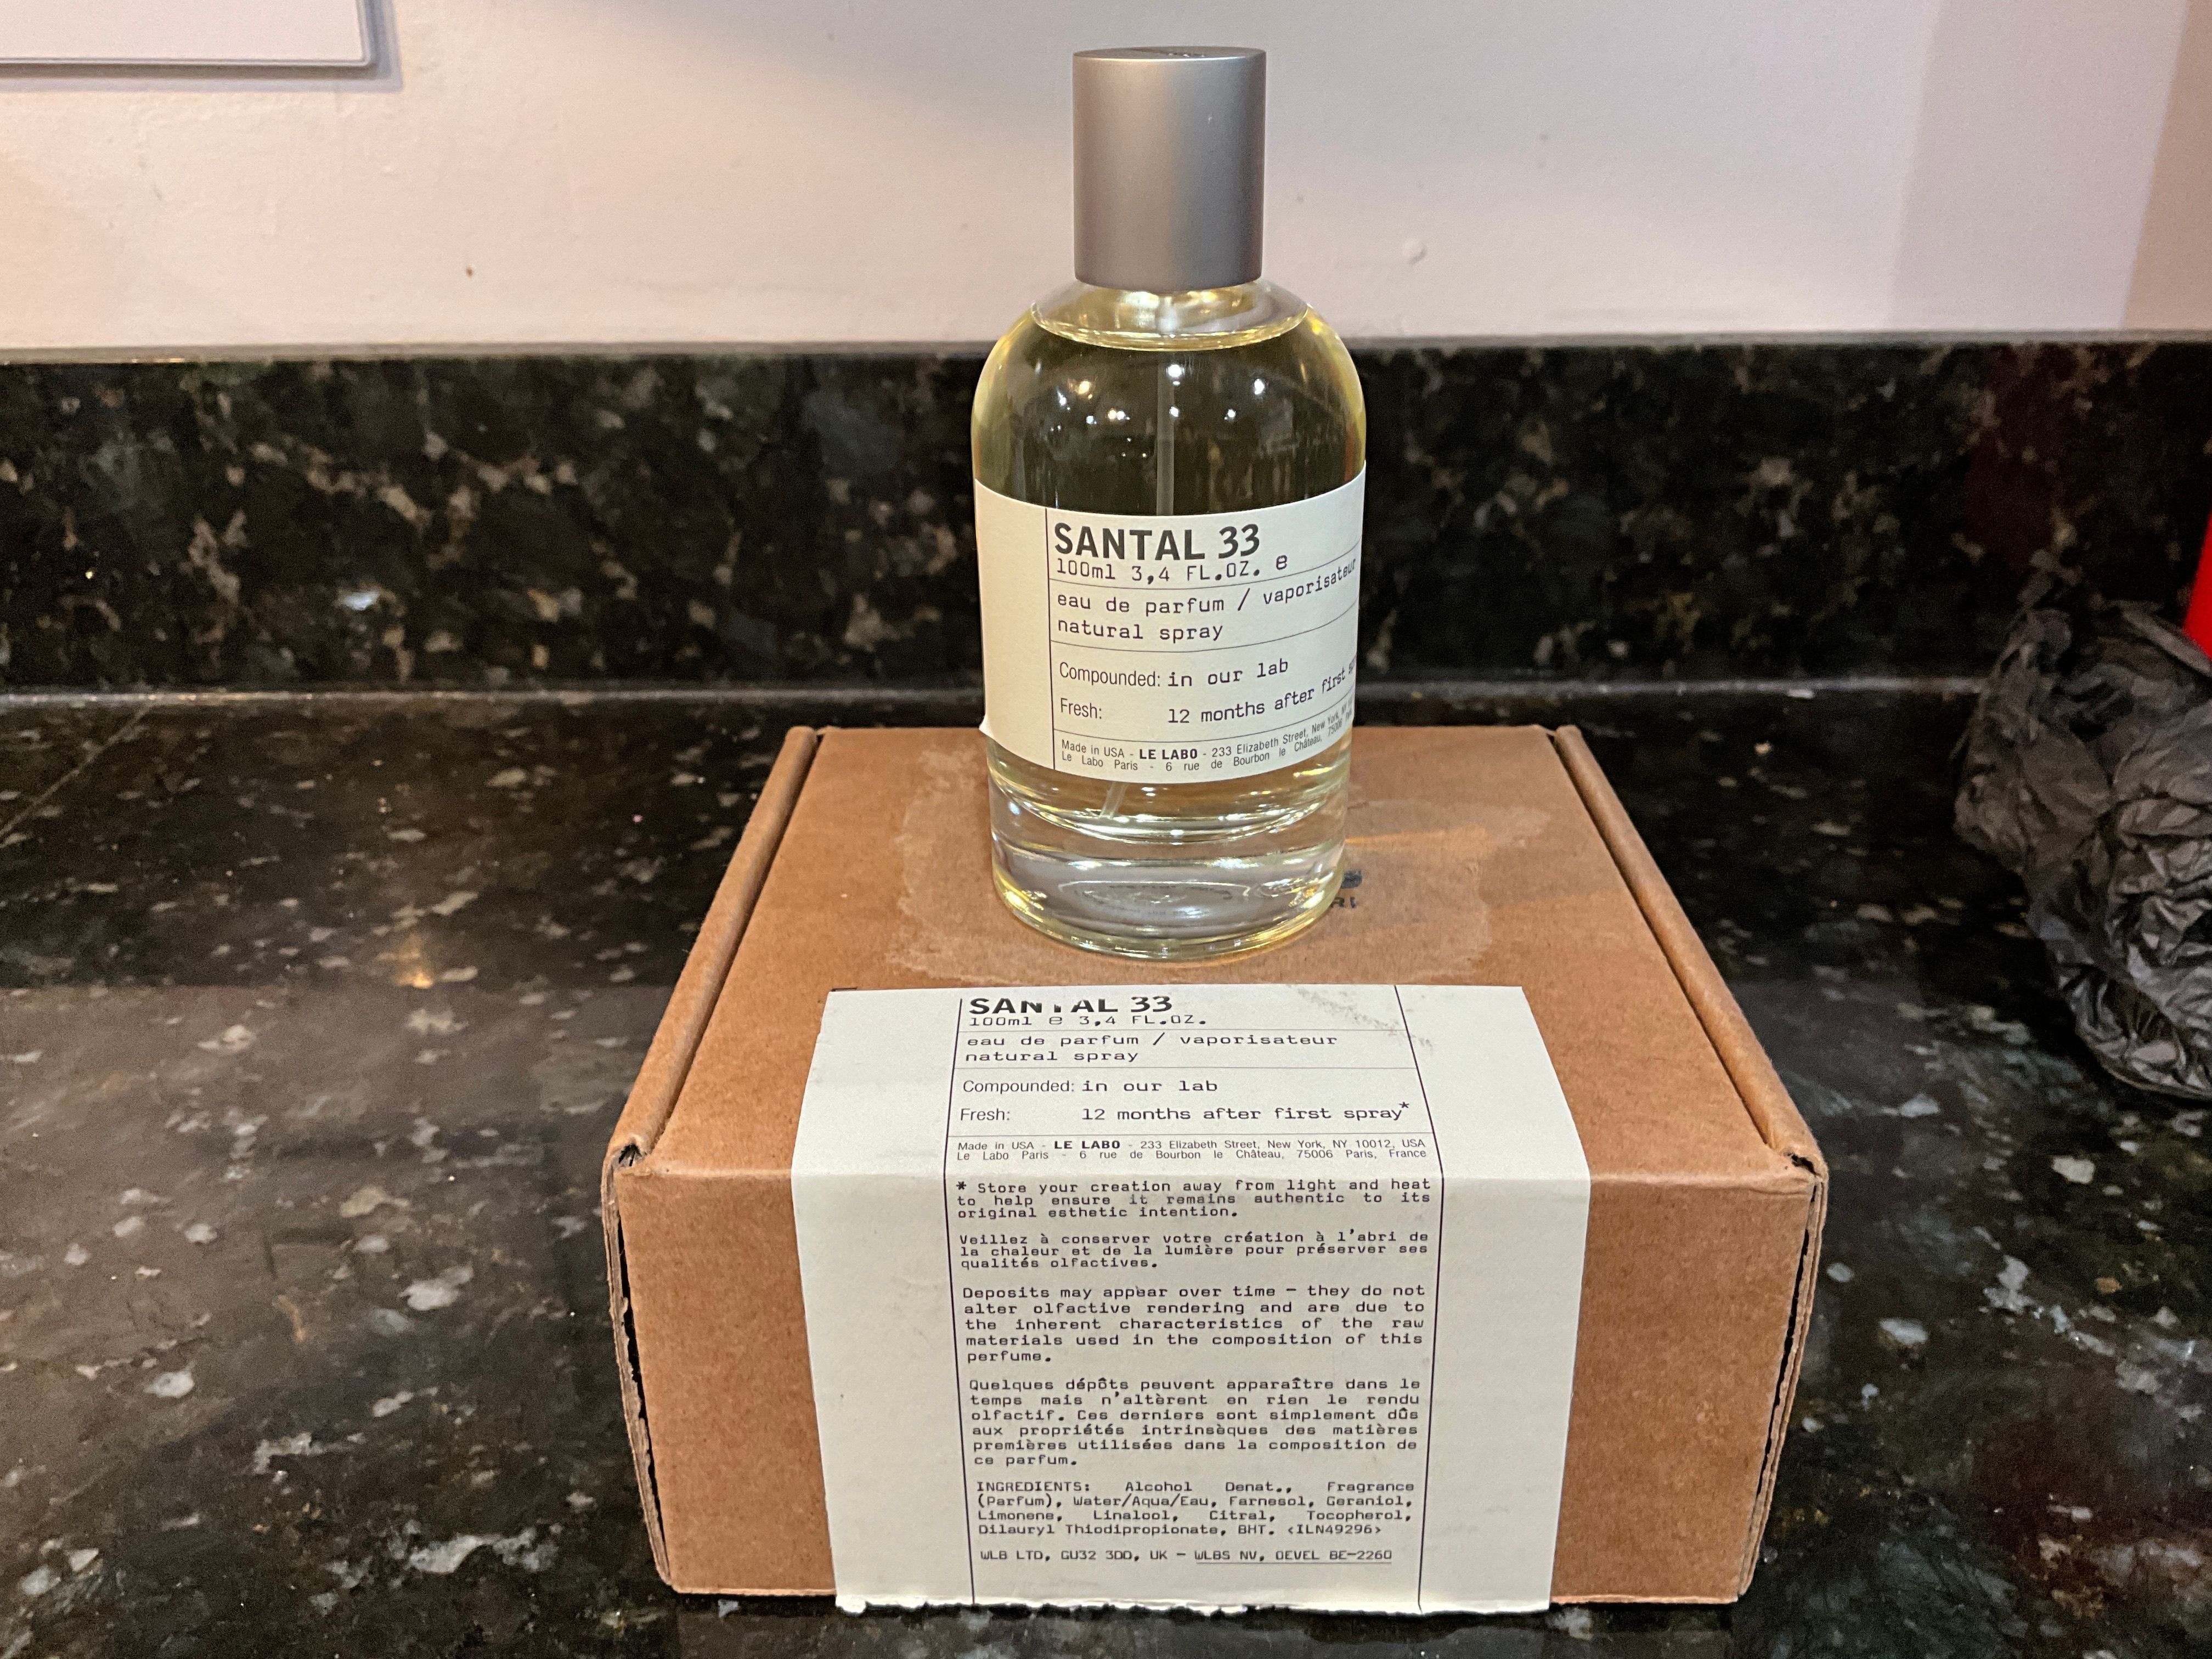 SANTAL 33
100ml 3,4 FL.OZ. e
eau de parfum / vaporisateur
natural spray
Compounded: in our lab
Fresh: 12 months after first
Made in USA - LE LABO - 233 Elizabeth Street, New York,
Le Labo Paris - 6 rue de Bourbon le Château, 75006
SANTAL 33
100ml e 3,4 FL.OZ.
eau de parfum / vaporisateur
natural spray
Compounded: in our lab
Fresh: 12 months after first spray*
Made in USA - LE LABO - 233 Elizabeth Street, New York, NY 10012, USA
Le Labo Paris - 6 rue de Bourbon le Château, 75006 Paris, France
* Store your creation away from light and heat
to help ensure it remains authentic to its
original esthetic intention.
Veillez à conserver votre création à l'abri de
la chaleur et de la lumière pour préserver ses
qualités olfactives.
Deposits may appear over time – they do not
alter olfactive rendering and are due to
the inherent characteristics of the raw
materials used in the composition of this
perfume.
Quelques dépôts peuvent apparaître dans le
temps mais n'altèrent en rien le rendu
olfactif. Ces derniers sont simplement dûs
aux propriétés intrinsèques des matières
premières utilisées dans la composition de
ce parfum.
INGREDIENTS: Alcohol Denat., Fragrance
(Parfum), Water/Aqua/Eau, Farnesol, Geraniol,
Limonene, Linalool, Citral, Tocopherol,
Dilauryl Thiodipropionate, BHT. <ILN49296>
WLB LTD, GU32 3DD, UK – WLBS NV, OEVEL BE-2260